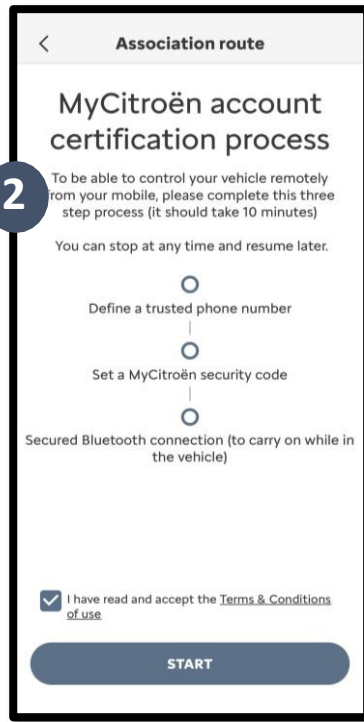 Association route
MyCitroën account
certification process
2
To be able to control your vehicle remotely
from your mobile, please complete this three
step process (it should take 10 minutes)
You can stop at any time and resume later.
Define a trusted phone number
Set a MyCitroën security code
Secured Bluetooth connection (to carry on while in
the vehicle)
I have read and accept the Terms & Conditions
of use
START